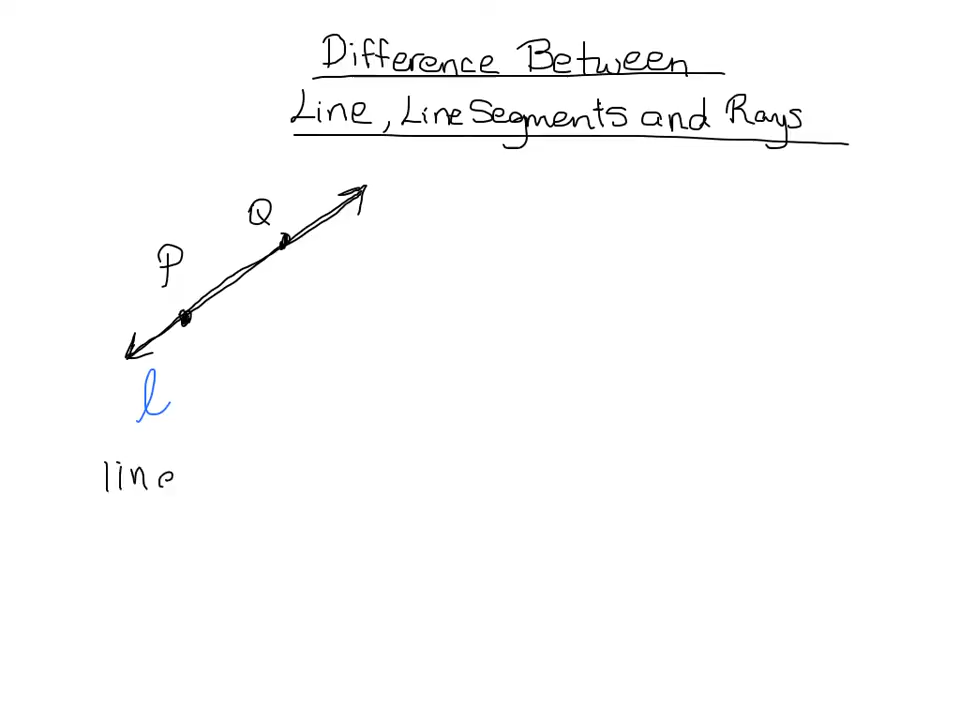 Difference Between
Line, Line Segments and Rays
Q
P
l
line